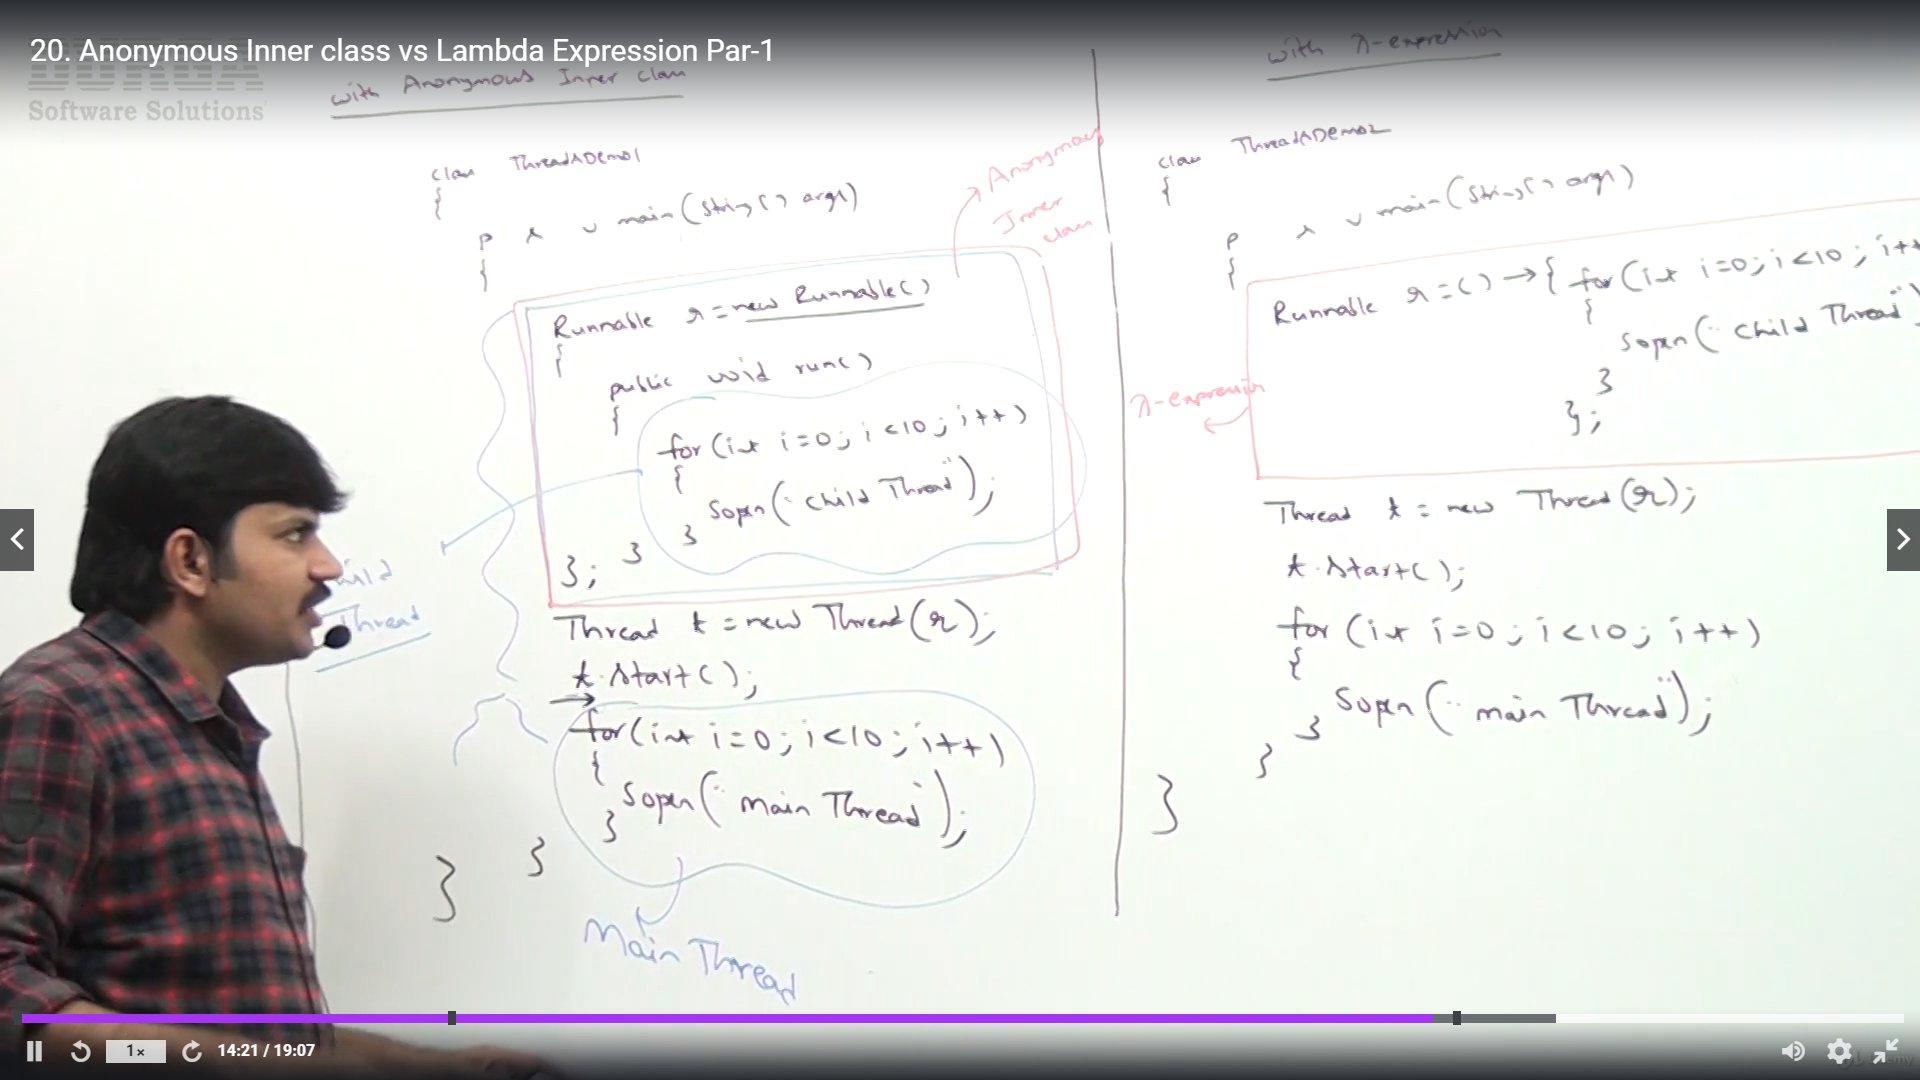 20. Anonymous Inner class vs Lambda Expression Par-1
DURGA
Software Solutions
with Anonymous Inner class
class ThreadDemo1
{
p s v main(String[] args)
{
Anonymous
Inner
class
Runnable r = new Runnable()
{
public void run()
{
for(int i=0; i<10; i++)
{
Sopln("Child Thread");
}
}
};
Child
Thread
Thread t = new Thread(r);
t.start();
for(int i=0; i<10; i++)
{
Sopln("main Thread");
}
}
}
Main Thread
with λ-expression
class ThreadDemo2
{
p s v main(String[] args)
{
Runnable r = () → { for(int i=0; i<10; i++
{
Sopln("Child Thread")
}
};
λ-expression
Thread t = new Thread(r);
t.start();
for(int i=0; i<10; i++)
{
Sopln("main Thread");
}
}
}
1×
14:21 / 19:07